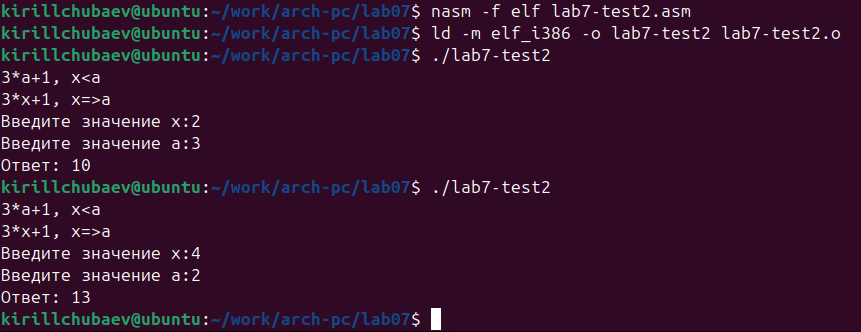 kirillchubaev@ubuntu:~/work/arch-pc/lab07$ nasm -f elf lab7-test2.asm
kirillchubaev@ubuntu:~/work/arch-pc/lab07$ ld -m elf_i386 -o lab7-test2 lab7-test2.o
kirillchubaev@ubuntu:~/work/arch-pc/lab07$ ./lab7-test2
3*a+1, x<a
3*x+1, x=>a
Введите значение x:2
Введите значение a:3
Ответ: 10
kirillchubaev@ubuntu:~/work/arch-pc/lab07$ ./lab7-test2
3*a+1, x<a
3*x+1, x=>a
Введите значение x:4
Введите значение a:2
Ответ: 13
kirillchubaev@ubuntu:~/work/arch-pc/lab07$